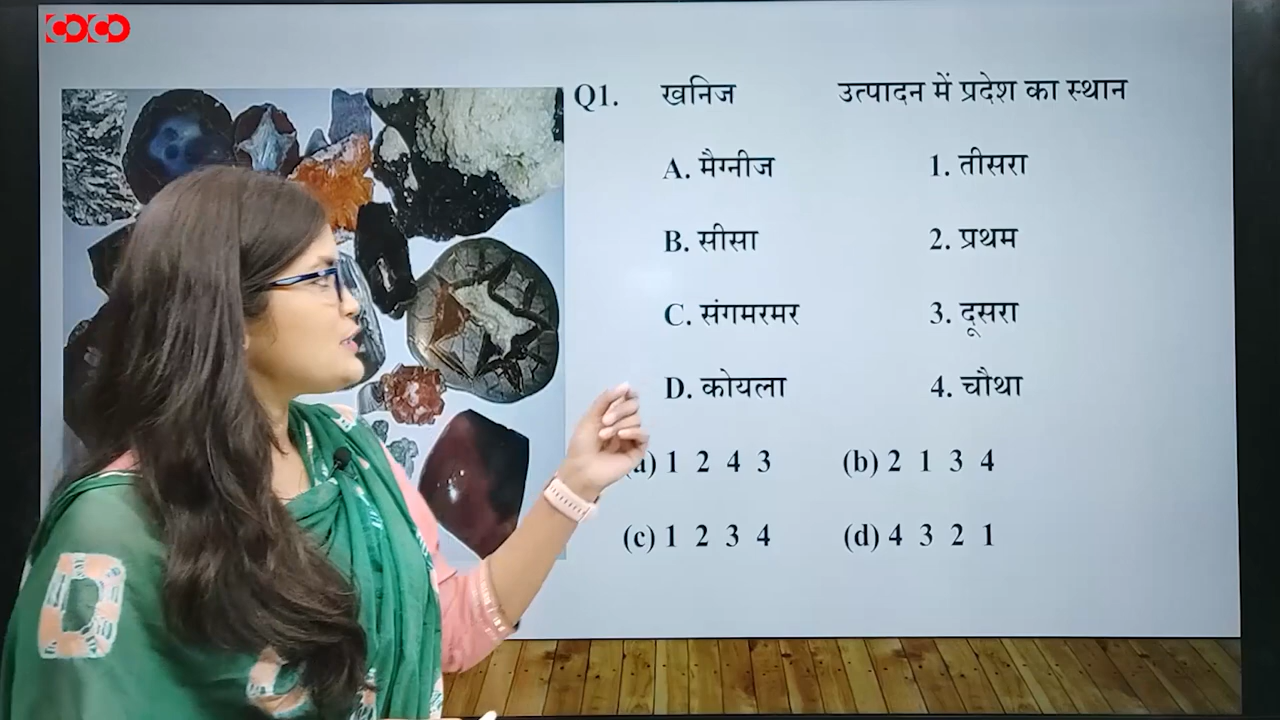 COCO
Q1. खनिज उत्पादन में प्रदेश का स्थान
A. मैग्नीज 1. तीसरा
B. सीसा 2. प्रथम
C. संगमरमर 3. दूसरा
D. कोयला 4. चौथा
a) 1 2 4 3 (b) 2 1 3 4
(c) 1 2 3 4 (d) 4 3 2 1